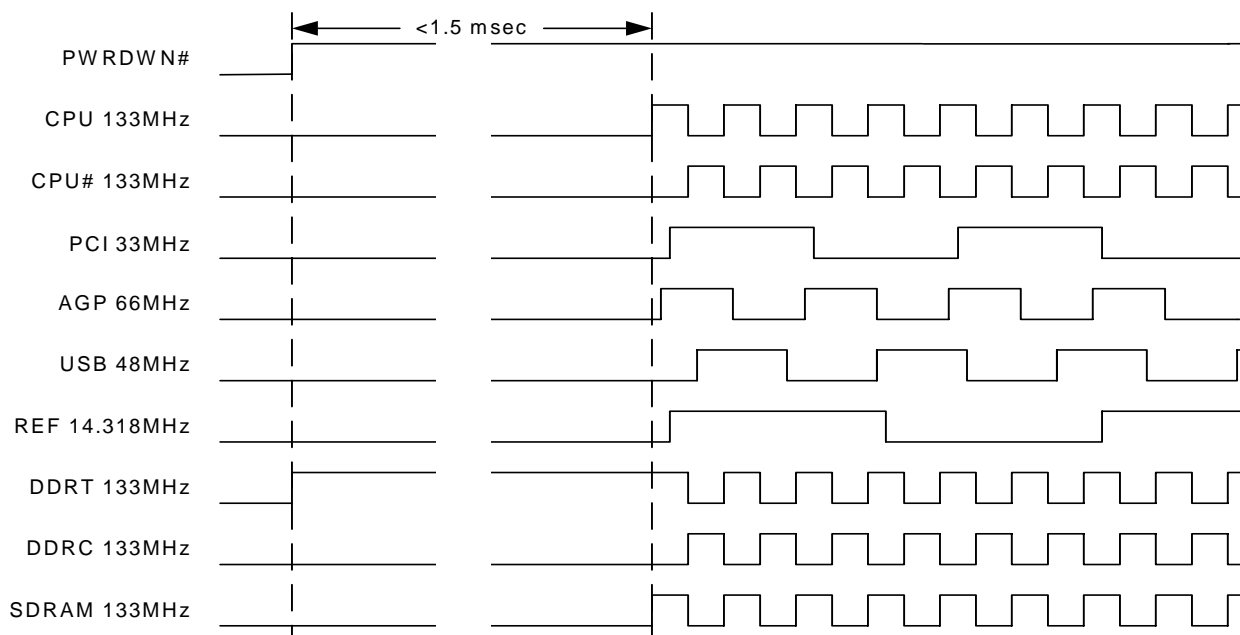 <1.5 msec
PWRDWN#
CPU 133MHz
CPU# 133MHz
PCI 33MHz
AGP 66MHz
USB 48MHz
REF 14.318MHz
DDRT 133MHz
DDRC 133MHz
SDRAM 133MHz